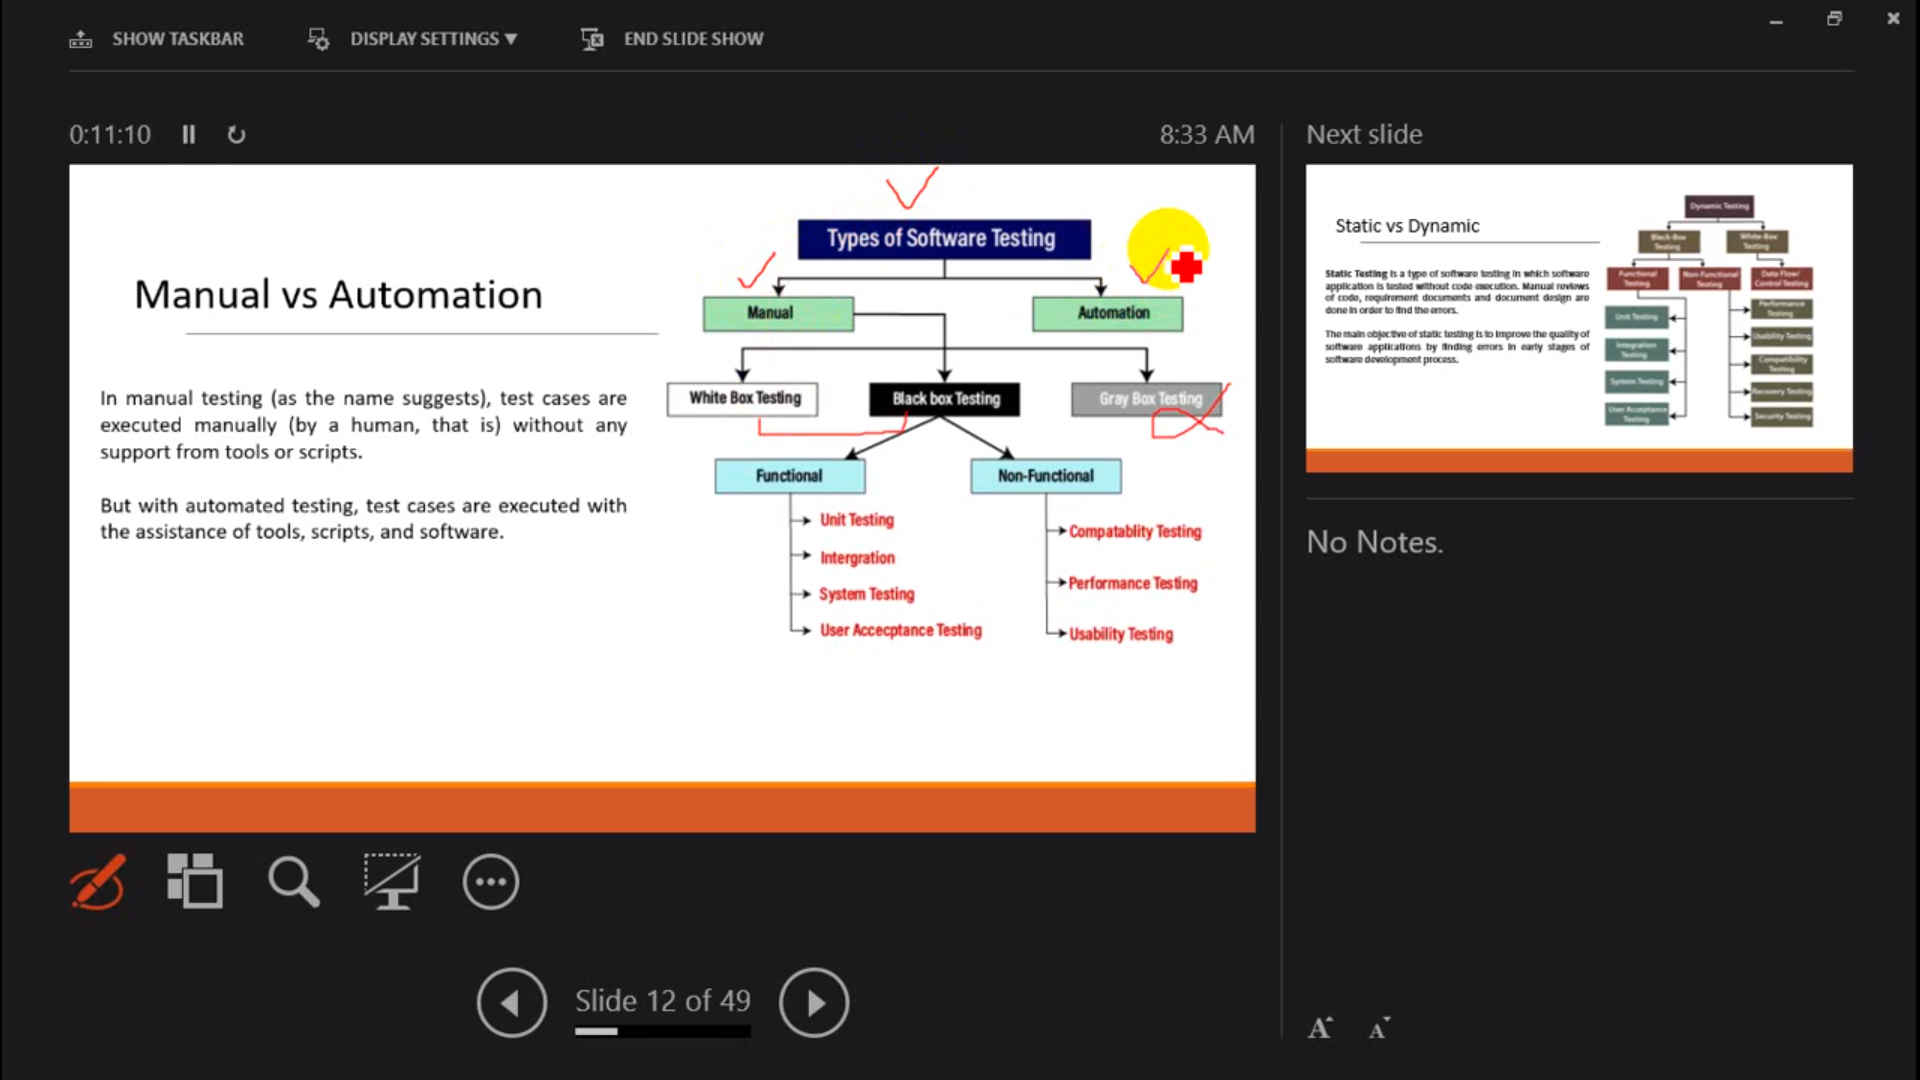 SHOW TASKBAR
DISPLAY SETTINGS ▼
END SLIDE SHOW
0:11:10
8:33 AM
Next slide
Manual vs Automation
In manual testing (as the name suggests), test cases are
executed manually (by a human, that is) without any
support from tools or scripts.
But with automated testing, test cases are executed with
the assistance of tools, scripts, and software.
Types of Software Testing
Manual
Automation
White Box Testing
Black box Testing
Gray Box Testing
Functional
Non-Functional
Unit Testing
Intergration
System Testing
User Accecptance Testing
Compatablity Testing
Performance Testing
Usability Testing
Static vs Dynamic
Static Testing is a type of software testing in which software
application is tested without code execution. Manual reviews
of code, requirement documents and document design are
done in order to find the errors.
The main objective of static testing is to improve the quality of
software applications by finding errors in early stages of
software development process.
Dynamic Testing
Black-Box
Testing
White-Box
Testing
Functional
Testing
Non-Functional
Testing
Data Flow/
Control Testing
Unit Testing
Integration
Testing
System Testing
User Acceptance
Testing
Performance
Testing
Usability Testing
Compatibility
Testing
Recovery Testing
Security Testing
No Notes.
Slide 12 of 49
A
A